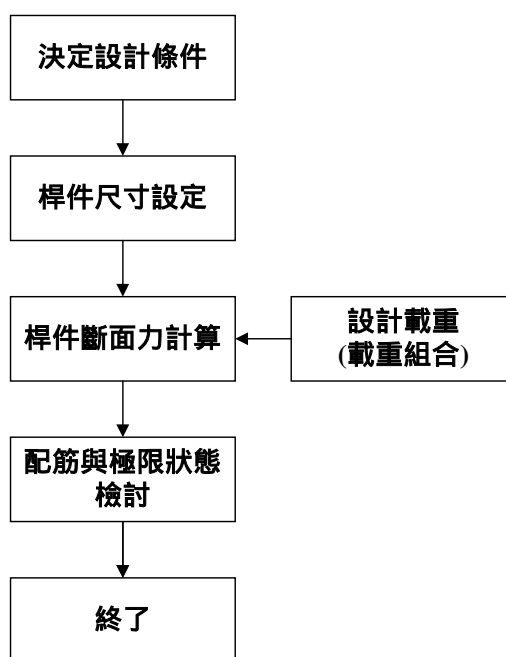 決定設計條件
桿件尺寸設定
桿件斷面力計算
設計載重
(載重組合)
配筋與極限狀態
檢討
終了